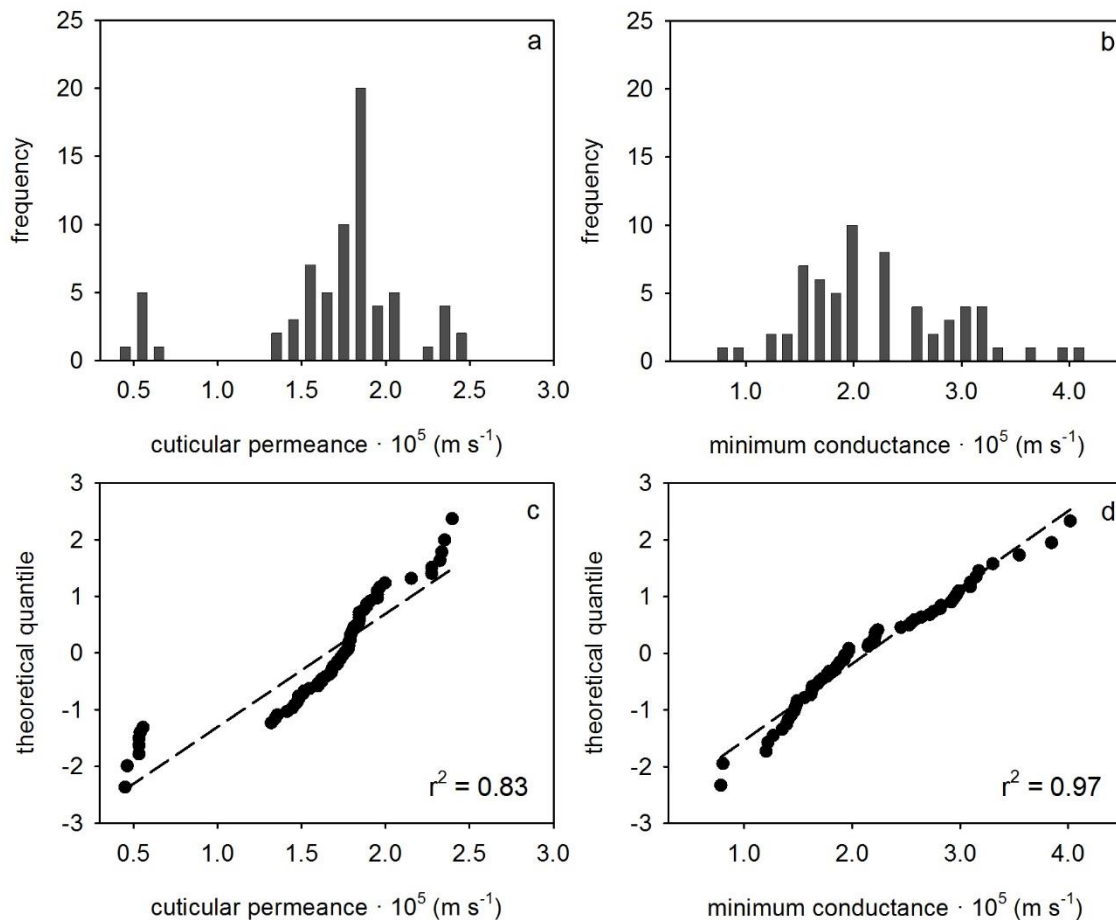 a
25
20
15
10
5
0
frequency
0.5 1.0 1.5 2.0 2.5 3.0
cuticular permeance · 10⁵ (m s⁻¹)
b
25
20
15
10
5
0
frequency
1.0 2.0 3.0 4.0
minimum conductance · 10⁵ (m s⁻¹)
c
3
2
1
0
-1
-2
-3
theoretical quantile
r² = 0.83
0.5 1.0 1.5 2.0 2.5 3.0
cuticular permeance · 10⁵ (m s⁻¹)
d
3
2
1
0
-1
-2
-3
theoretical quantile
r² = 0.97
1.0 2.0 3.0 4.0
minimum conductance · 10⁵ (m s⁻¹)